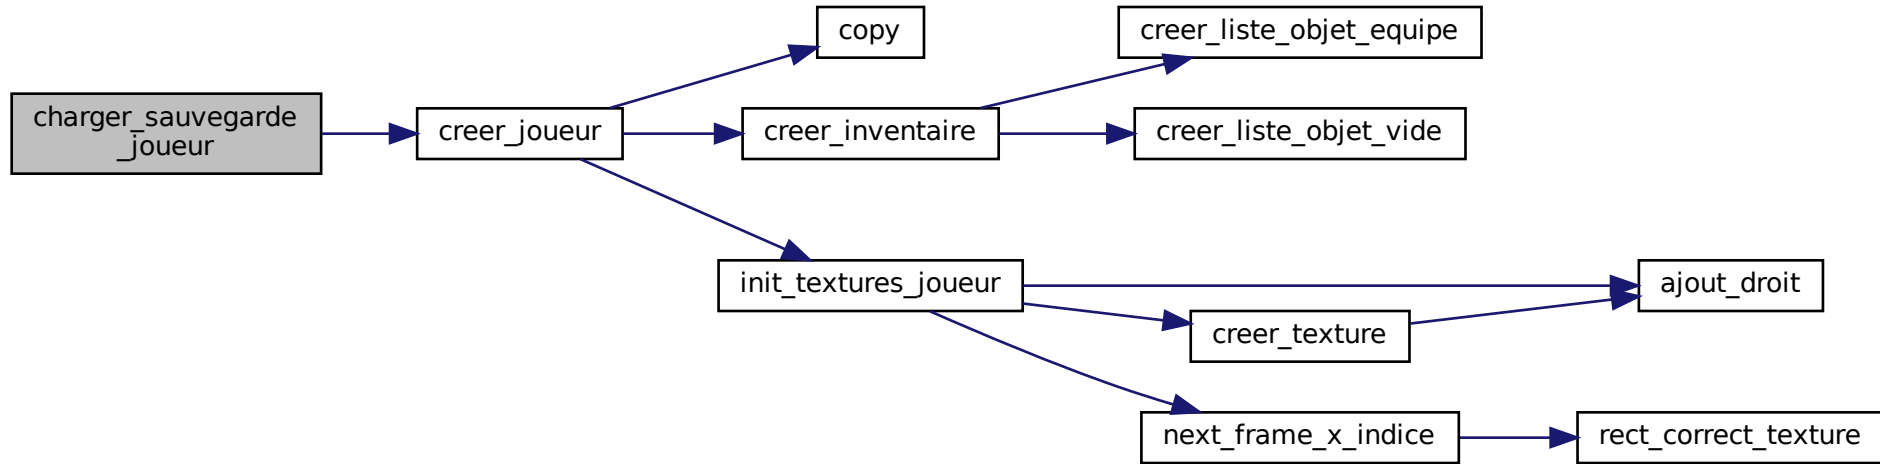 charger_sauvegarde
_joueur
creer_joueur
copy
creer_inventaire
creer_liste_objet_equipe
creer_liste_objet_vide
init_textures_joueur
ajout_droit
creer_texture
next_frame_x_indice
rect_correct_texture